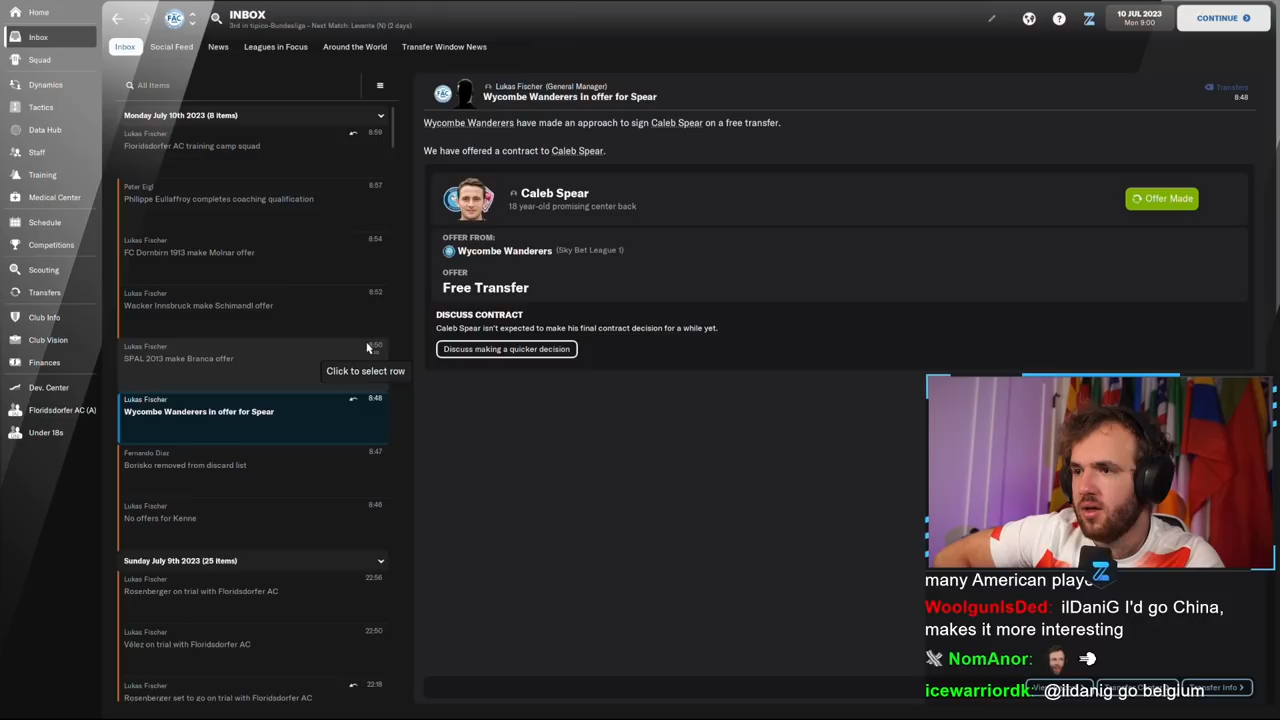 Home
Inbox
Squad
Dynamics
Tactics
Data Hub
Staff
Training
Medical Center
Schedule
Competitions
Scouting
Transfers
Club Info
Club Vision
Finances
Dev. Center
Floridsdorfer AC (A)
Under 18s
FAC
INBOX
3rd in tipico-Bundesliga - Next Match: Levante (N) (2 days)
10 JUL 2023
Mon 9:00
CONTINUE
Inbox Social Feed News Leagues in Focus Around the World Transfer Window News
All Items
Monday July 10th 2023 (8 items)
Lukas Fischer 8:59
Floridsdorfer AC training camp squad
Peter Eigl 8:57
Philippe Eullaffroy completes coaching qualification
Lukas Fischer 8:54
FC Dornbirn 1913 make Molnar offer
Lukas Fischer 8:52
Wacker Innsbruck make Schimandl offer
Lukas Fischer 8:50
SPAL 2013 make Branca offer
Click to select row
Lukas Fischer 8:48
Wycombe Wanderers in offer for Spear
Fernando Diaz 8:47
Borisko removed from discard list
Lukas Fischer 8:46
No offers for Kenne
Sunday July 9th 2023 (25 items)
Lukas Fischer 22:56
Rosenberger on trial with Floridsdorfer AC
Lukas Fischer 22:50
Vélez on trial with Floridsdorfer AC
Lukas Fischer 22:18
Rosenberger set to go on trial with Floridsdorfer AC
FAC
Lukas Fischer (General Manager)
Wycombe Wanderers in offer for Spear
Transfers
8:48
Wycombe Wanderers have made an approach to sign Caleb Spear on a free transfer.
We have offered a contract to Caleb Spear.
Caleb Spear
18 year-old promising center back
Offer Made
OFFER FROM:
Wycombe Wanderers (Sky Bet League 1)
OFFER
Free Transfer
DISCUSS CONTRACT
Caleb Spear isn't expected to make his final contract decision for a while yet.
Discuss making a quicker decision
many American play
WoolgunIsDed: ilDaniG I'd go China,
makes it more interesting
NomAnor:
icewarriordk: @ildanig go belgium
Transfer Info